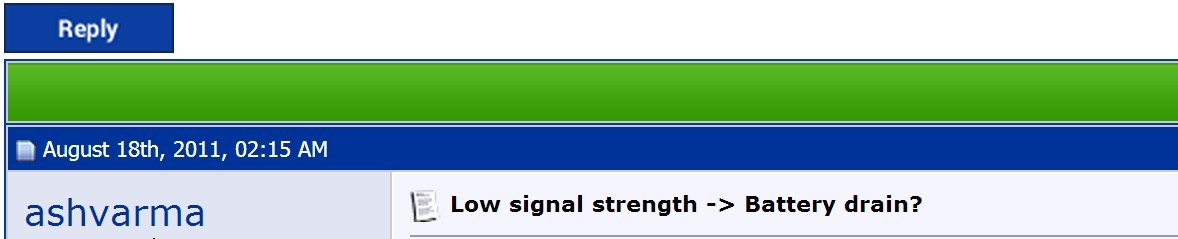 Reply
August 18th, 2011, 02:15 AM
ashvarma
Low signal strength -> Battery drain?